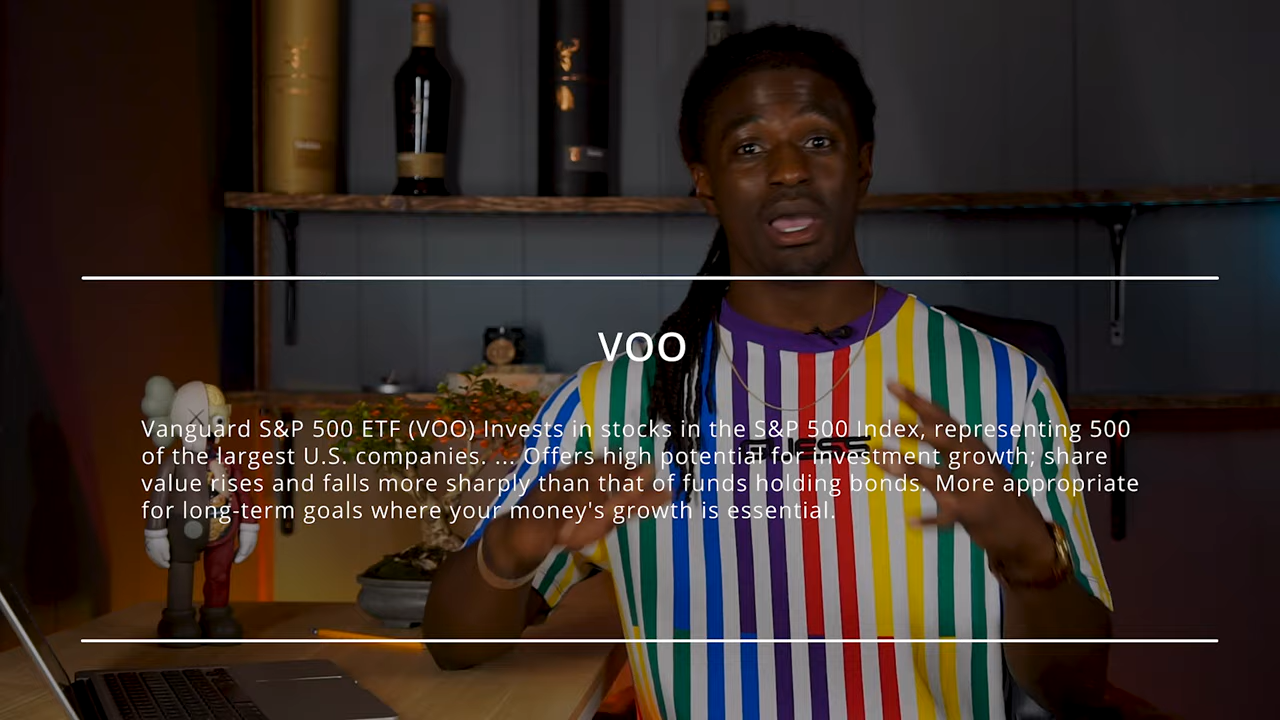 VOO
Vanguard S&P 500 ETF (VOO) Invests in stocks in the S&P 500 Index, representing 500
of the largest U.S. companies. ... Offers high potential for investment growth; share
value rises and falls more sharply than that of funds holding bonds. More appropriate
for long-term goals where your money's growth is essential.
GUESS